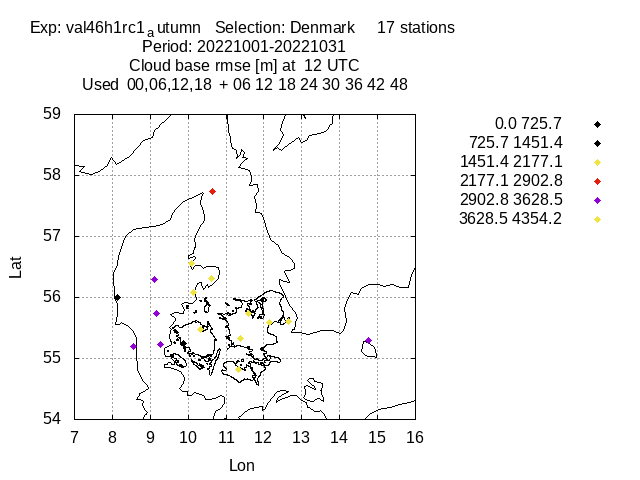 Exp: val46h1rc1_autumn   Selection: Denmark     17 stations
Period: 20221001-20221031
Cloud base rmse [m] at  12 UTC
Used  00,06,12,18  + 06 12 18 24 30 36 42 48
0.0 725.7
725.7 1451.4
1451.4 2177.1
2177.1 2902.8
2902.8 3628.5
3628.5 4354.2
59
58
57
56
55
54
Lat
7 8 9 10 11 12 13 14 15 16
Lon